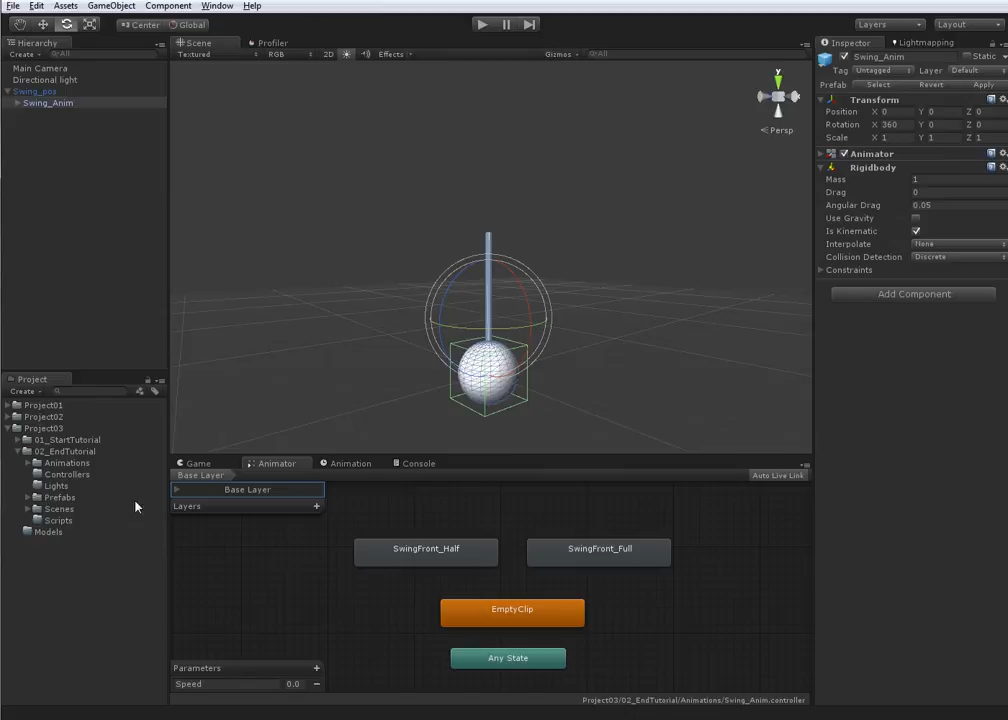 File Edit Assets GameObject Component Window Help
Center Global Layers Layout
Hierarchy
Create All
Main Camera
Directional light
Swing_pos
Swing_Anim
Scene Profiler
Textured RGB 2D Effects Gizmos All
y
Persp
Inspector Lightmapping
Swing_Anim Static
Tag Untagged Layer Default
Prefab Select Revert Apply
Transform
Position X 0 Y 0 Z 0
Rotation X 360 Y 0 Z 0
Scale X 1 Y 1 Z 1
Animator
Rigidbody
Mass 1
Drag 0
Angular Drag 0.05
Use Gravity
Is Kinematic
Interpolate None
Collision Detection Discrete
Constraints
Add Component
Project
Create
Project01
Project02
Project03
01_StartTutorial
02_EndTutorial
Animations
Controllers
Lights
Prefabs
Scenes
Scripts
Models
Game Animator Animation Console
Base Layer Auto Live Link
Base Layer
Layers +
SwingFront_Half SwingFront_Full
EmptyClip
Any State
Parameters +
Speed 0.0 −
Project03/02_EndTutorial/Animations/Swing_Anim.controller